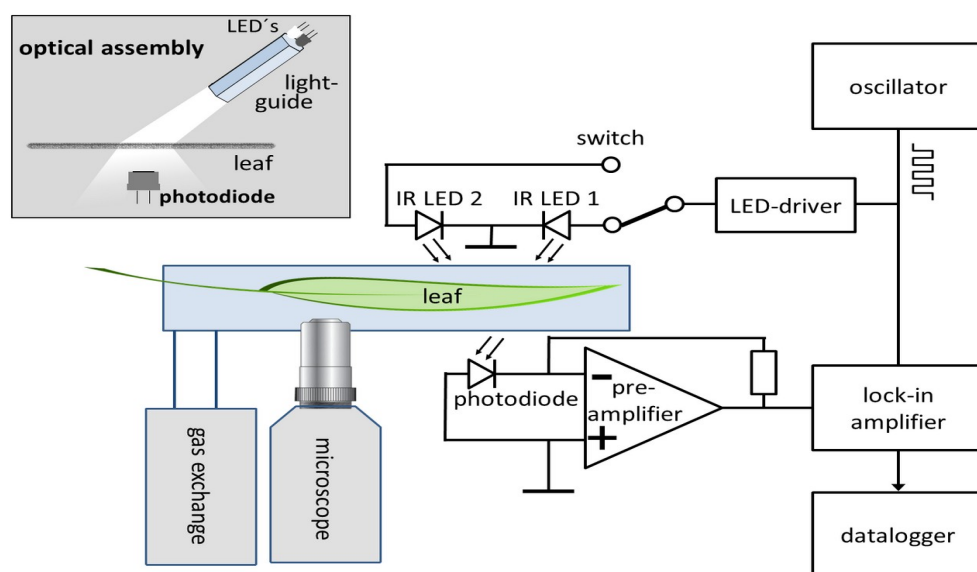 LED´s
optical assembly
light-
guide
leaf
photodiode
oscillator
switch
IR LED 2
IR LED 1
LED-driver
leaf
photodiode
−
+
pre-
amplifier
lock-in
amplifier
gas exchange
microscope
datalogger